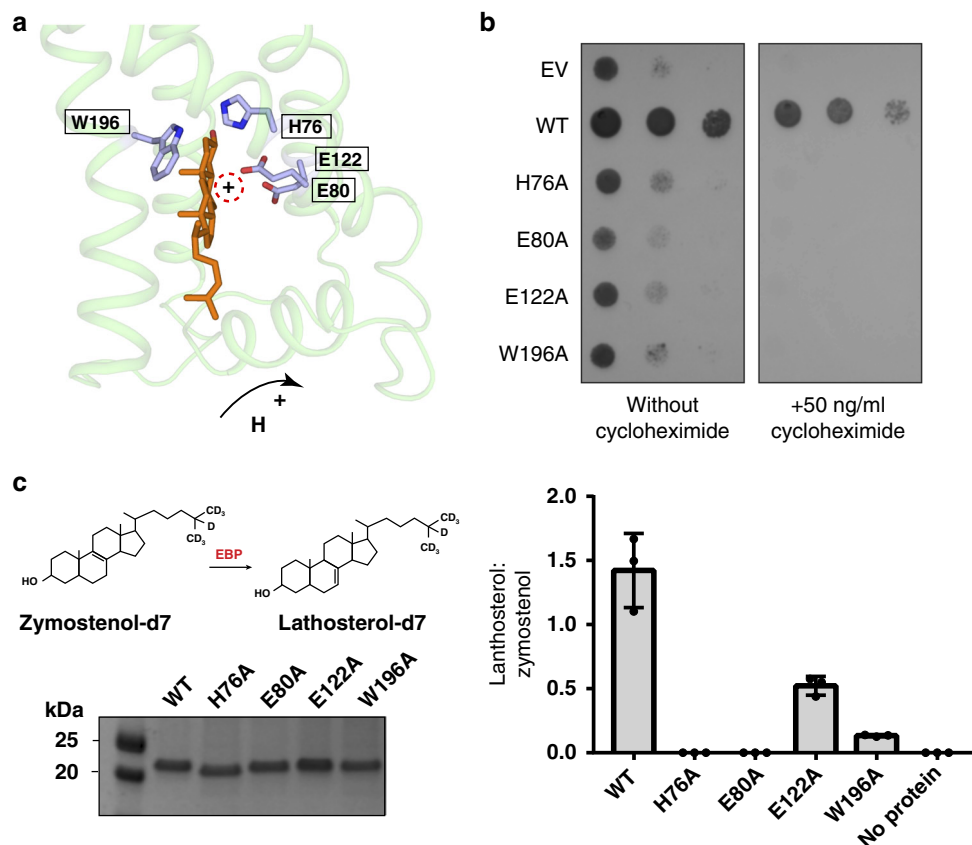 a
W196
H76
E122
E80
+
+
H
b
EV
WT
H76A
E80A
E122A
W196A
Without
cycloheximide
+50 ng/ml
cycloheximide
c
CD3
D
CD3
HO
EBP
CD3
D
CD3
HO
Zymostenol-d7
Lathosterol-d7
WT
H76A
E80A
E122A
W196A
kDa
25
20
Lanthosterol:
zymostenol
2.0
1.5
1.0
0.5
0.0
WT
H76A
E80A
E122A
W196A
No protein